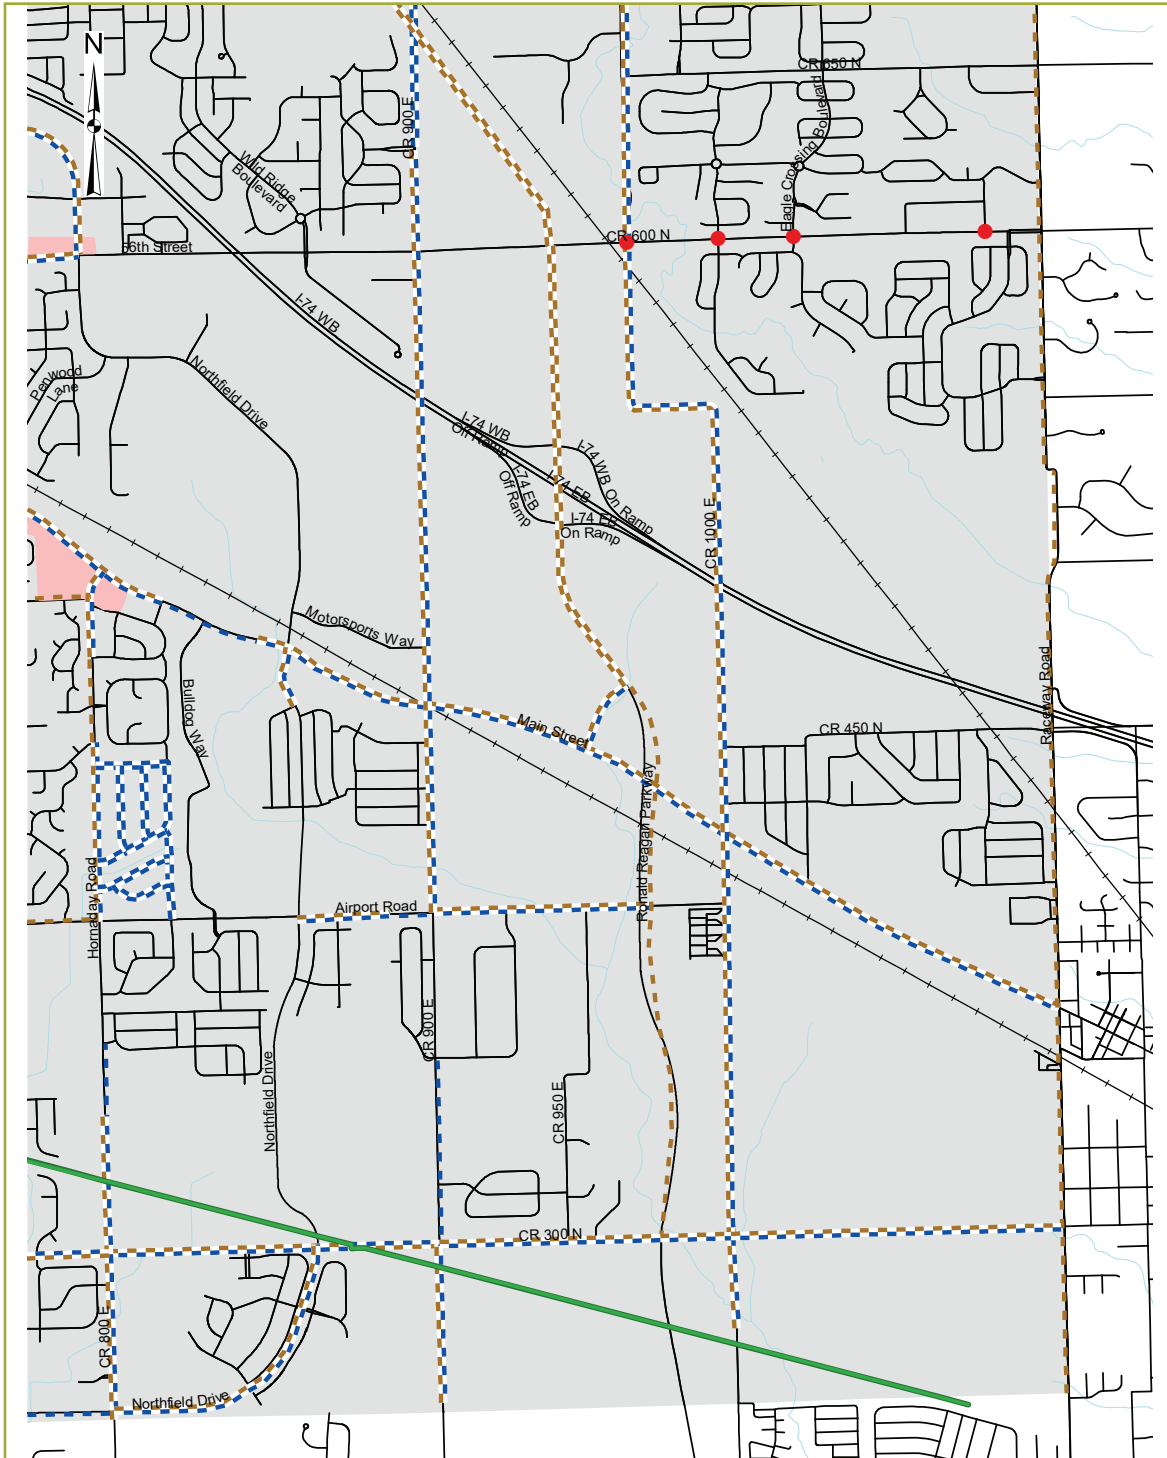 N
CR 650 N
CR 900 E
Eagle Crossing Boulevard
Wild Ridge
Boulevard
CR 600 N
56th Street
I-74 WB
Northfield Drive
Penwood
Lane
I-74 WB
Off Ramp
I-74 WB On Ramp
I-74 EB
Off Ramp
I-74 EB
I-74 EB
On Ramp
CR 1000 E
Motorsports Way
Raceway Road
Bulldog Way
Main Street
CR 450 N
Ronald Reagan Parkway
Hornaday Road
Airport Road
CR 900 E
Northfield Drive
CR 950 E
CR 300 N
CR 800 E
Northfield Drive